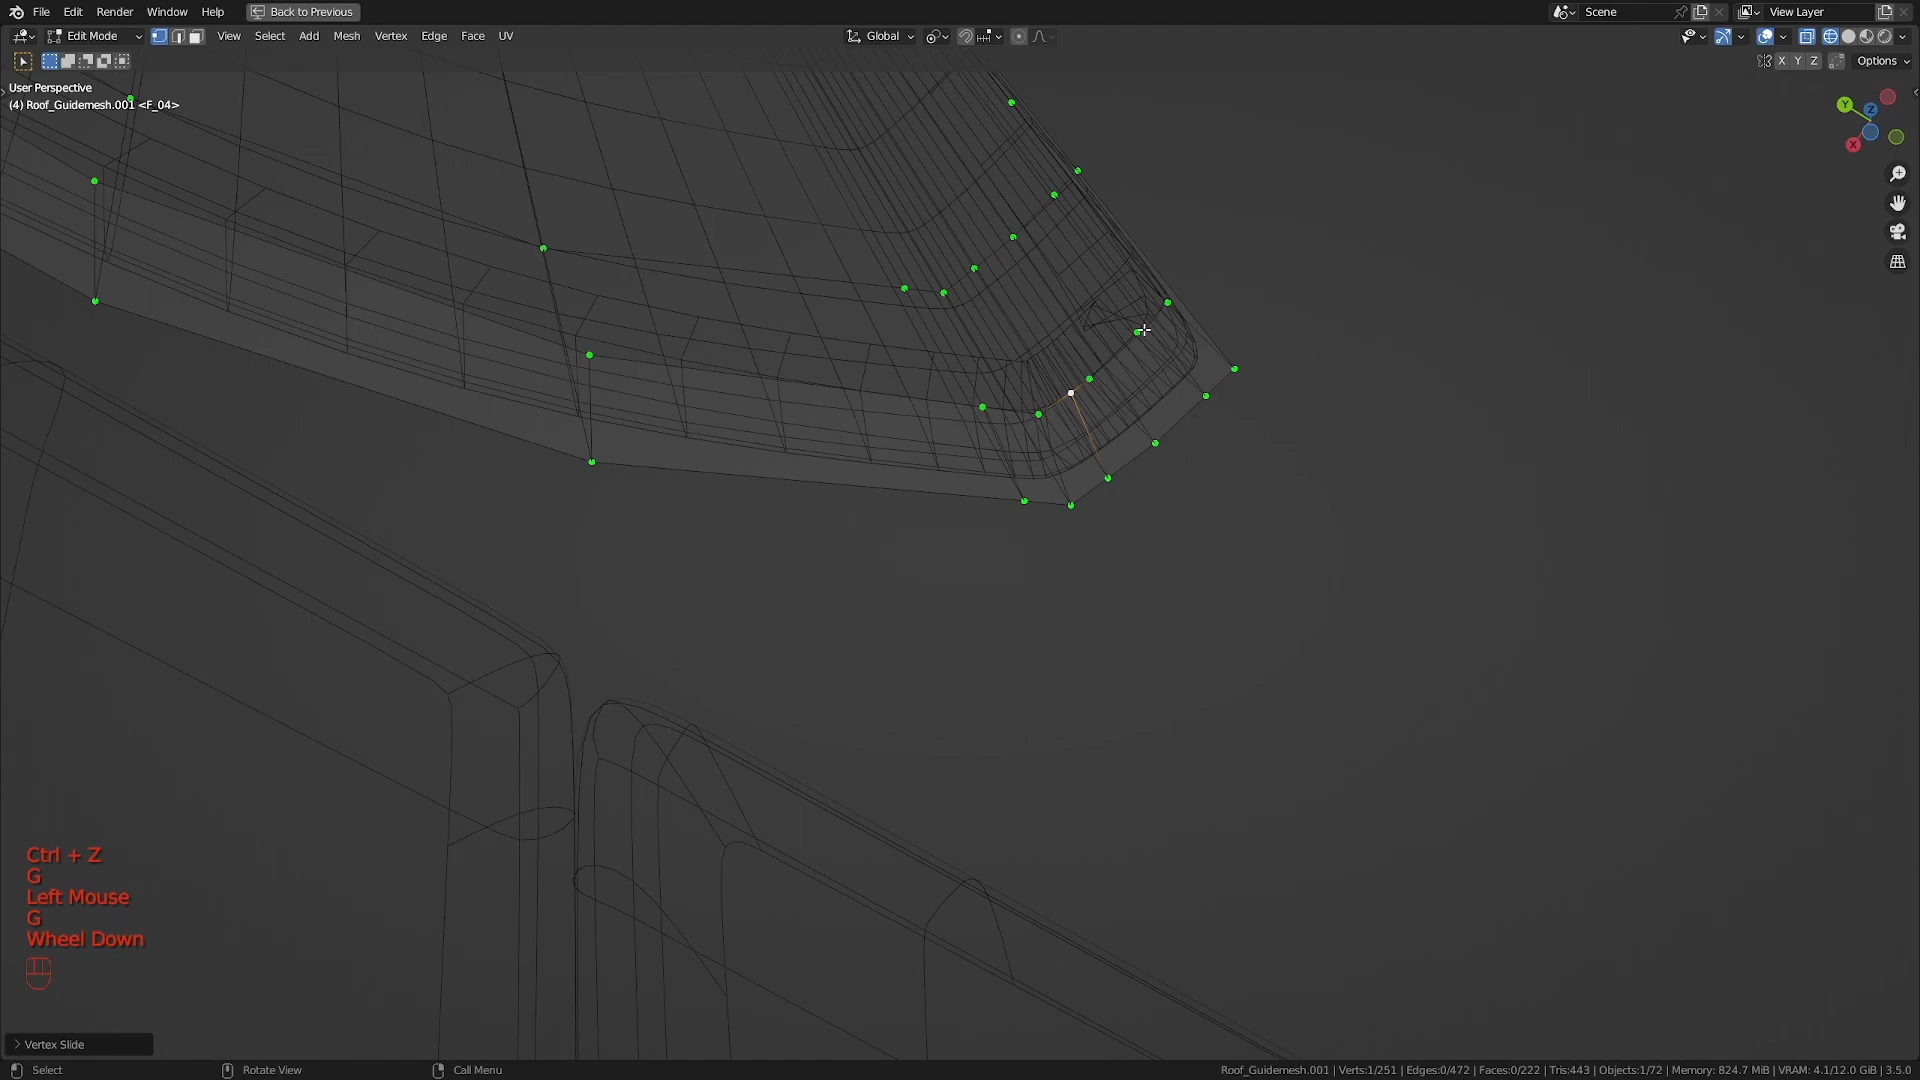 File Edit Render Window Help Back to Previous Scene View Layer
Edit Mode View Select Add Mesh Vertex Edge Face UV Global
X Y Z Options
User Perspective
(4) Roof_Guidemesh.001 <F_04>
Y
Z
X
Ctrl + Z
G
Left Mouse
G
Wheel Down
Vertex Slide
Select Rotate View Call Menu Roof_Guidemesh.001 | Verts:1/251 | Edges:0/472 | Faces:0/222 | Tris:443 | Objects:1/72 | Memory: 824.7 MiB | VRAM: 4.1/12.0 GiB | 3.5.0